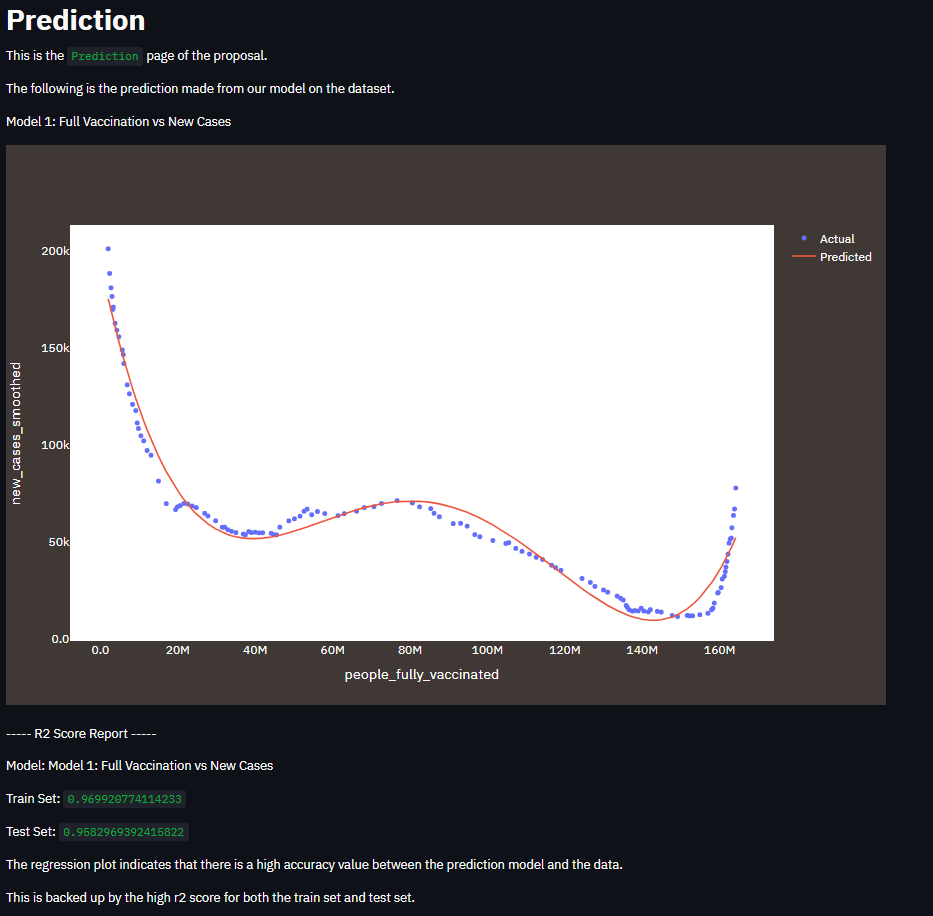 Prediction
This is the Prediction page of the proposal.
The following is the prediction made from our model on the dataset.
Model 1: Full Vaccination vs New Cases
Actual
Predicted
200k
150k
100k
50k
0.0
new_cases_smoothed
0.0 20M 40M 60M 80M 100M 120M 140M 160M
people_fully_vaccinated
----- R2 Score Report -----
Model: Model 1: Full Vaccination vs New Cases
Train Set: 0.969920774114233
Test Set: 0.9582969392415822
The regression plot indicates that there is a high accuracy value between the prediction model and the data.
This is backed up by the high r2 score for both the train set and test set.